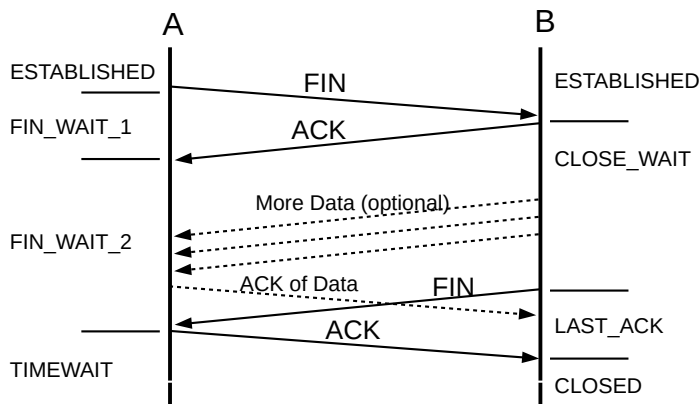 A
B
ESTABLISHED
FIN
ESTABLISHED
FIN_WAIT_1
ACK
CLOSE_WAIT
More Data (optional)
FIN_WAIT_2
ACK of Data
FIN
ACK
LAST_ACK
TIMEWAIT
CLOSED